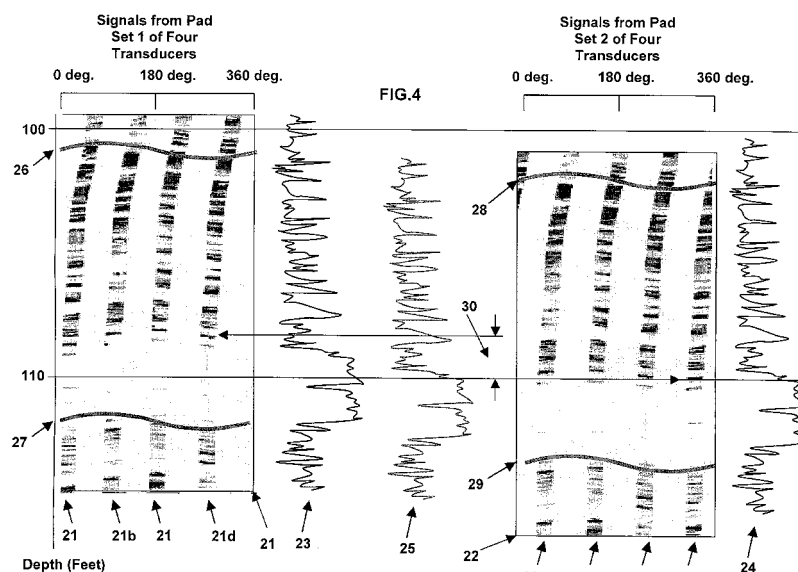 Signals from Pad
Set 1 of Four
Transducers
0 deg. 180 deg. 360 deg.
Signals from Pad
Set 2 of Four
Transducers
0 deg. 180 deg. 360 deg.
FIG.4
100
26
28
30
110
27
29
21 21b 21 21d 21 23 25 22 24
Depth (Feet)